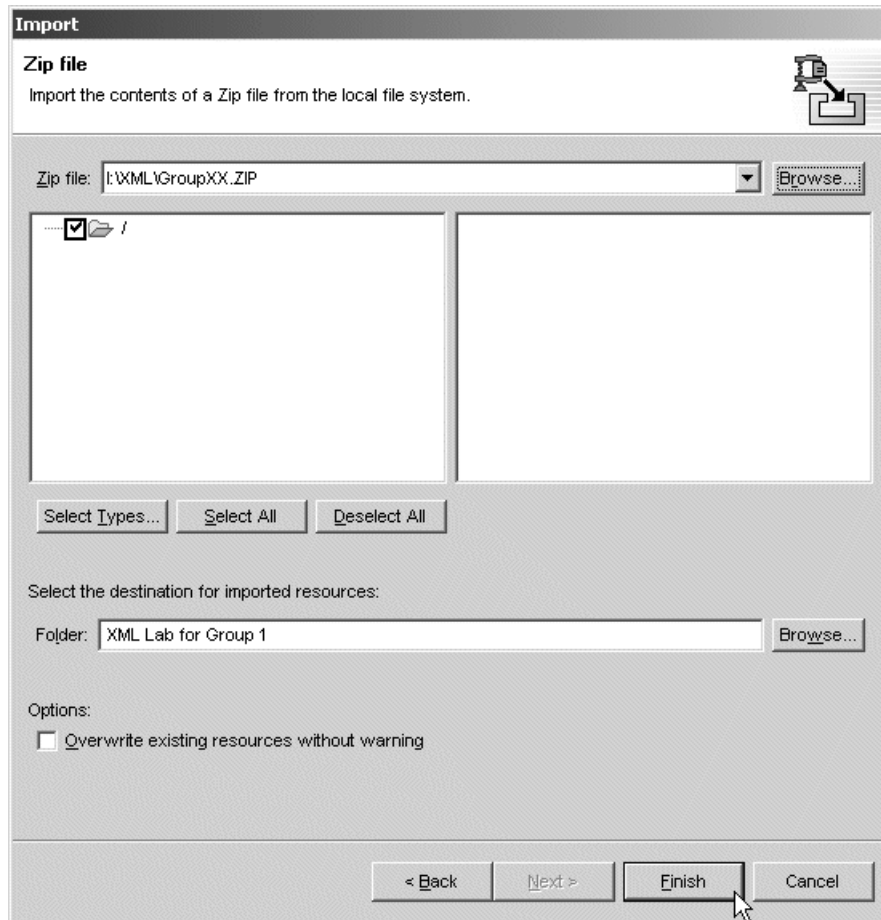 Import
Zip file
Import the contents of a Zip file from the local file system.
Zip file: I:\XML\GroupXX.ZIP Browse...
/
Select Types... Select All Deselect All
Select the destination for imported resources:
Folder: XML Lab for Group 1 Browse...
Options:
Overwrite existing resources without warning
< Back Next > Finish Cancel